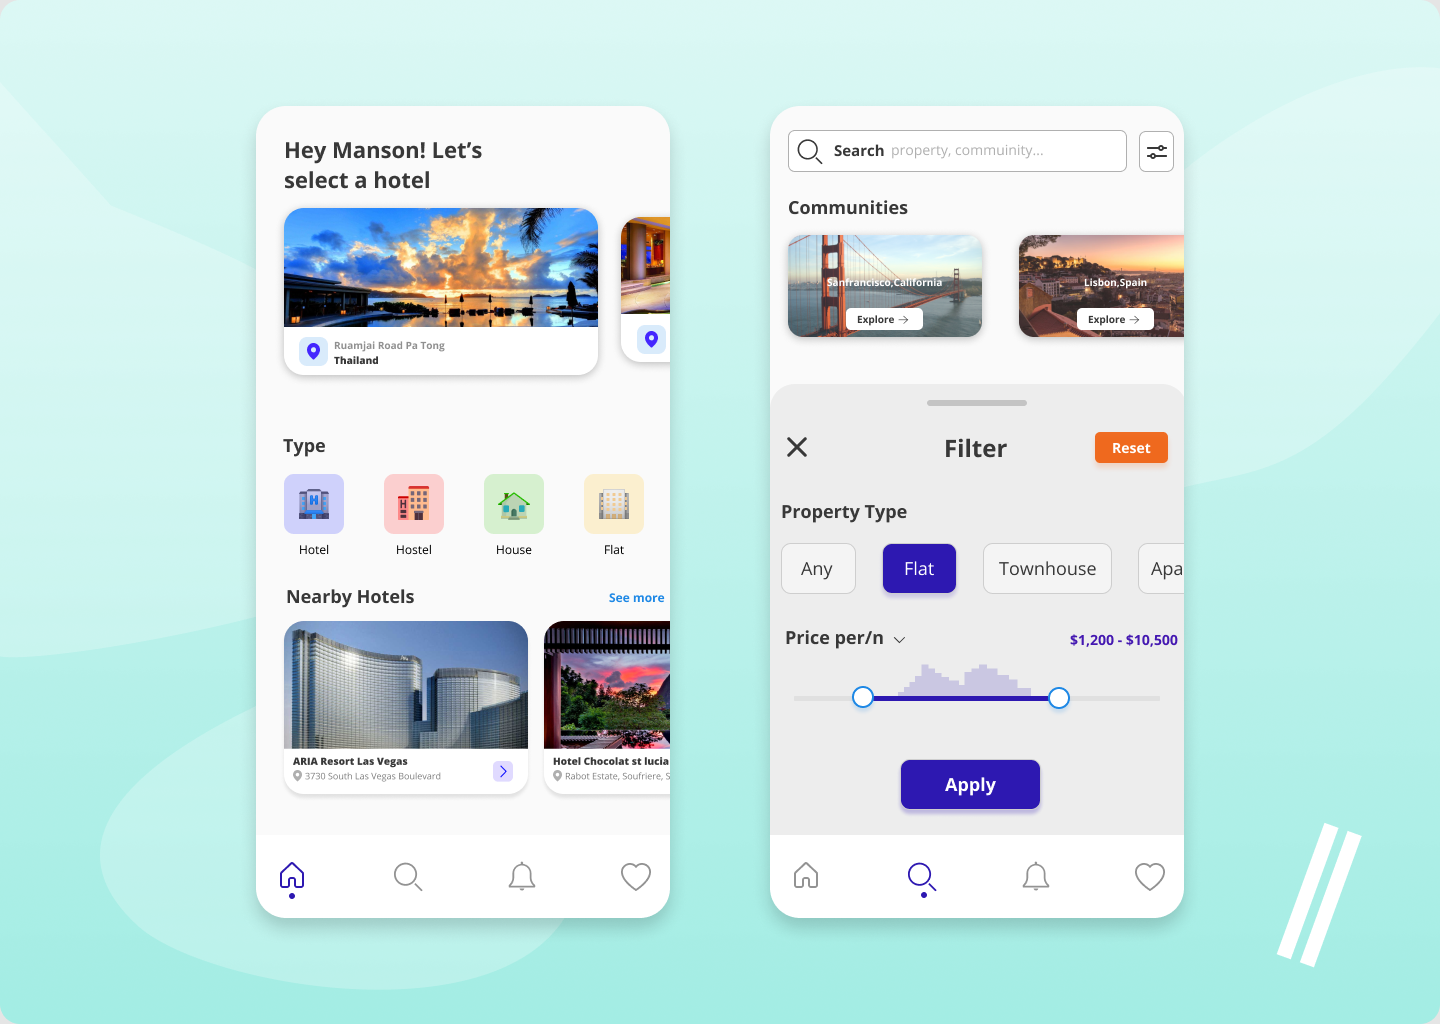 Hey Manson! Let’s
select a hotel
Ruamjai Road Pa Tong
Thailand
Type
H
H
Hotel
Hostel
House
Flat
Nearby Hotels
See more
ARIA Resort Las Vegas
3730 South Las Vegas Boulevard
Hotel Chocolat st lucia
Rabot Estate, Soufriere, S
Search property, commuinity...
Communities
Sanfrancisco,California
Explore
Lisbon,Spain
Explore
Filter
Reset
Property Type
Any
Flat
Townhouse
Apa
Price per/n
$1,200 - $10,500
Apply